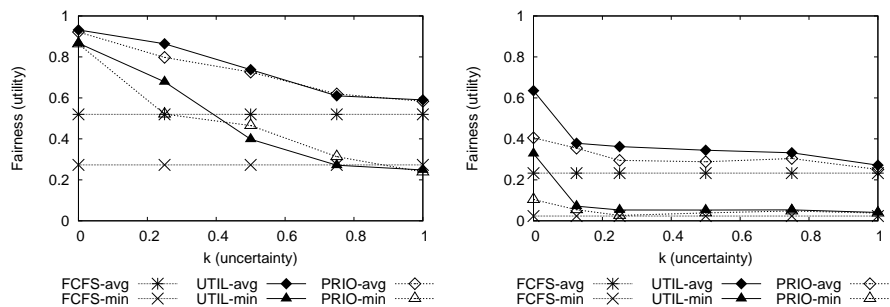 1
0.8
0.6
0.4
0.2
0
Fairness (utility)
0 0.2 0.4 0.6 0.8 1
k (uncertainty)
FCFS-avg UTIL-avg PRIO-avg
FCFS-min UTIL-min PRIO-min
1
0.8
0.6
0.4
0.2
0
Fairness (utility)
0 0.2 0.4 0.6 0.8 1
k (uncertainty)
FCFS-avg UTIL-avg PRIO-avg
FCFS-min UTIL-min PRIO-min